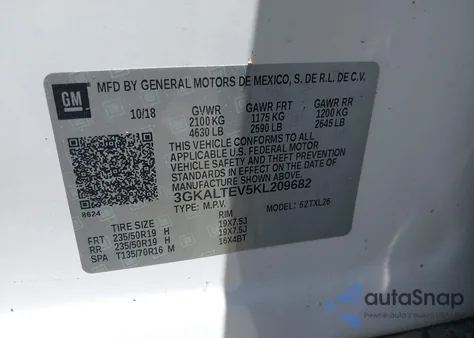 GM
MFD BY GENERAL MOTORS DE MEXICO, S. DE R.L. DE C.V.
10/18 GVWR GAWR FRT GAWR RR
2100 KG 1175 KG 1200 KG
4630 LB 2590 LB 2645 LB
THIS VEHICLE CONFORMS TO ALL
APPLICABLE U.S. FEDERAL MOTOR
VEHICLE SAFETY AND THEFT PREVENTION
STANDARDS IN EFFECT ON THE DATE OF
MANUFACTURE SHOWN ABOVE.
3GKALTEV5KL209682
TYPE: M.P.V. MODEL: 5ZTXL26
8624
TIRE SIZE RIM
FRT 235/50R19 H 19X7.5J
RR 235/50R19 H 19X7.5J
SPA T135/70R16 M 16X4BT
autoSnap